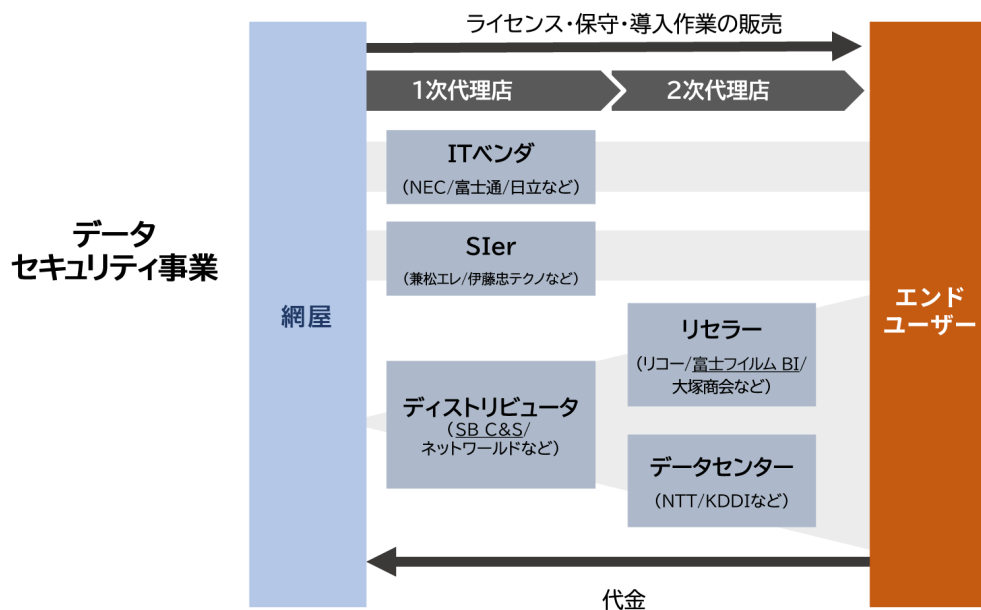 ライセンス・保守・導入作業の販売
1次代理店
2次代理店
ITベンダ
(NEC/富士通/日立など)
データ
セキュリティ事業
SIer
(兼松エレ/伊藤忠テクノなど)
網屋
エンド
ユーザー
リセラー
(リコー/富士フイルム BI/
大塚商会など)
ディストリビュータ
(SB C&S/
ネットワールドなど)
データセンター
(NTT/KDDIなど)
代金